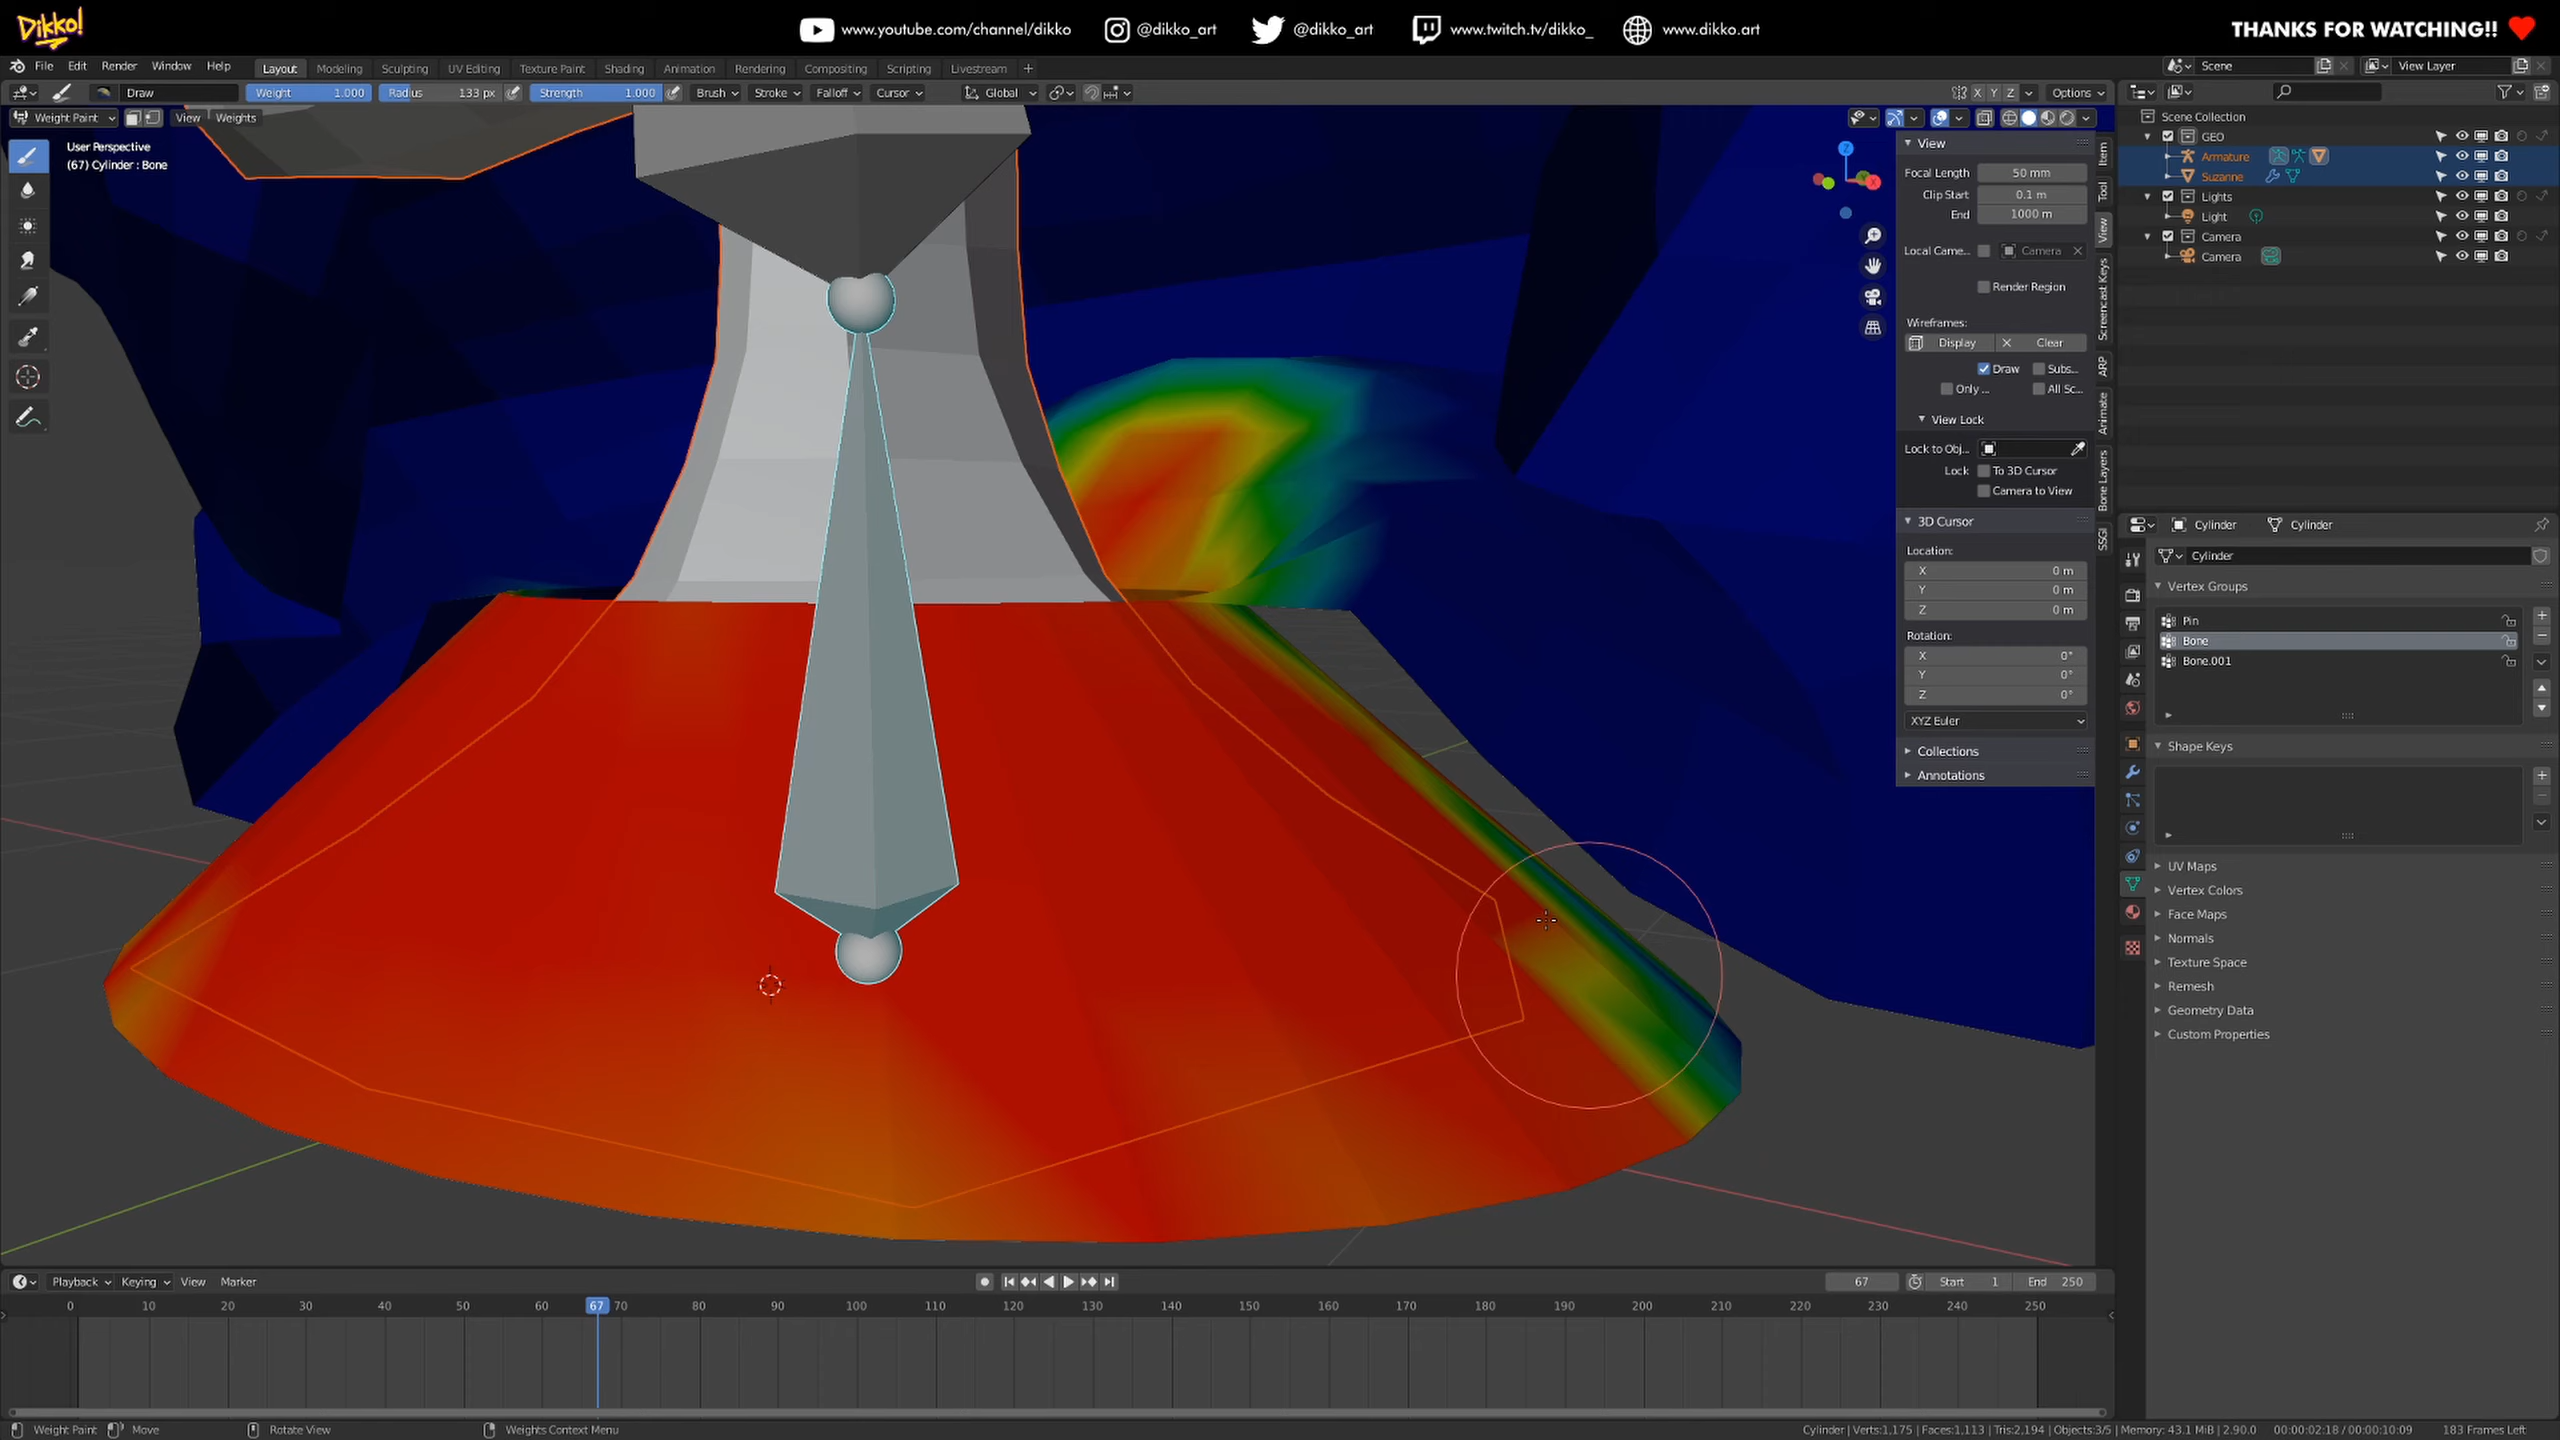 Dikko!
www.youtube.com/channel/dikko
@dikko_art
@dikko_art
www.twitch.tv/dikko_
www.dikko.art
THANKS FOR WATCHING!!
File Edit Render Window Help
Layout Modeling Sculpting UV Editing Texture Paint Shading Animation Rendering Compositing Scripting Livestream +
Scene
View Layer
Draw
Weight 1.000
Radius 133 px
Strength 1.000
Brush Stroke Falloff Cursor
Global
X Y Z
Options
Weight Paint
View Weights
User Perspective
(67) Cylinder : Bone
Z
X
View
Focal Length 50 mm
Clip Start 0.1 m
End 1000 m
Local Came... Camera
Render Region
Wireframes:
Display Clear
Draw Subs...
Only ... All Sc...
View Lock
Lock to Obj...
Lock To 3D Cursor
Camera to View
3D Cursor
Location:
X 0 m
Y 0 m
Z 0 m
Rotation:
X 0°
Y 0°
Z 0°
XYZ Euler
Collections
Annotations
Item
Tool
View
Screencast Keys
ARP
Animate
Bone Layers
SSGI
Scene Collection
GEO
Armature
Suzanne
Lights
Light
Camera
Camera
Cylinder Cylinder
Cylinder
Vertex Groups
Pin
Bone
Bone.001
Shape Keys
UV Maps
Vertex Colors
Face Maps
Normals
Texture Space
Remesh
Geometry Data
Custom Properties
Playback Keying View Marker
67
Start 1
End 250
0 10 20 30 40 50 60 67 70 80 90 100 110 120 130 140 150 160 170 180 190 200 210 220 230 240 250
Weight Paint
Move
Rotate View
Weights Context Menu
Cylinder | Verts:1,175 | Faces:1,113 | Tris:2,194 | Objects:3/5 | Memory: 43.1 MiB | 2.90.0
00:00:02:18 / 00:00:10:09
183 Frames Left